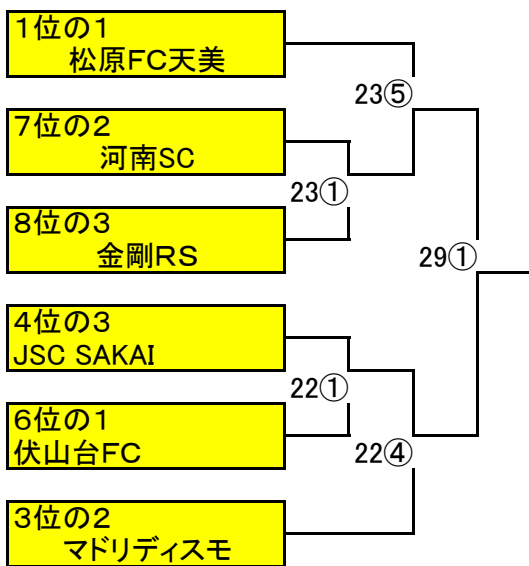 1位の1
松原FC天美
23⑤
7位の2
河南SC
23①
8位の3
金剛RS
29①
4位の3
JSC SAKAI
22①
6位の1
伏山台FC
22④
3位の2
マドリディスモ